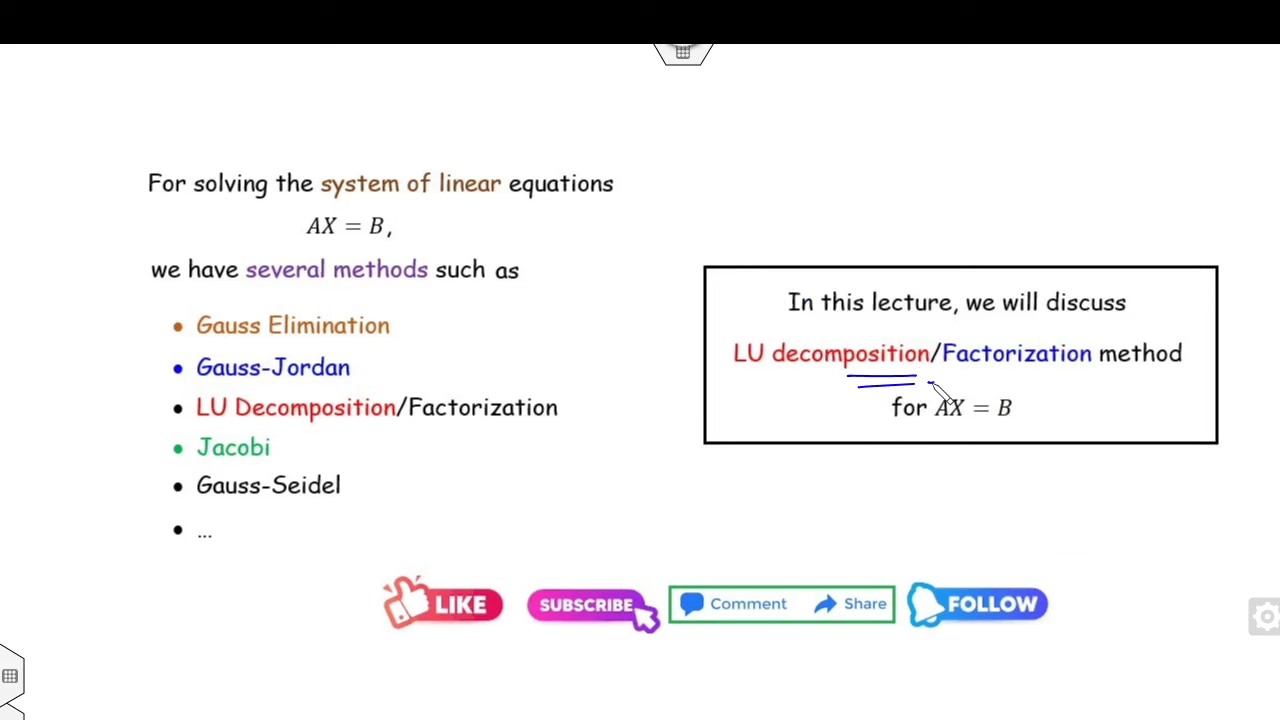 For solving the system of linear equations
AX = B,
we have several methods such as
• Gauss Elimination
• Gauss-Jordan
• LU Decomposition/Factorization
• Jacobi
• Gauss-Seidel
• ...
In this lecture, we will discuss
LU decomposition/Factorization method
for AX = B
LIKE
SUBSCRIBE
Comment
Share
FOLLOW